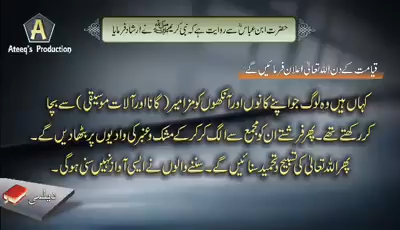 Ateeq's Production
حضرت ابن عباسؓ سے روایت ہے کہ نبی کریمﷺ نے ارشاد فرمایا
قیامت کے دن اللہ تعالیٰ اعلان فرمائیں گے
کہاں ہیں وہ لوگ جو اپنے کانوں اور آنکھوں کو مزامیر (گانا اور آلات موسیقی) سے بچا
کر رکھتے تھے۔ پھر فرشتے ان کو مجمع سے الگ کر کے مشک و عنبر کی وادیوں پر بٹھا دیں گے۔
پھر اللہ تعالیٰ کی تسبیح و تحمید سنائیں گے۔ سننے والوں نے ایسی آواز نہیں سنی ہوگی۔
دیلمی